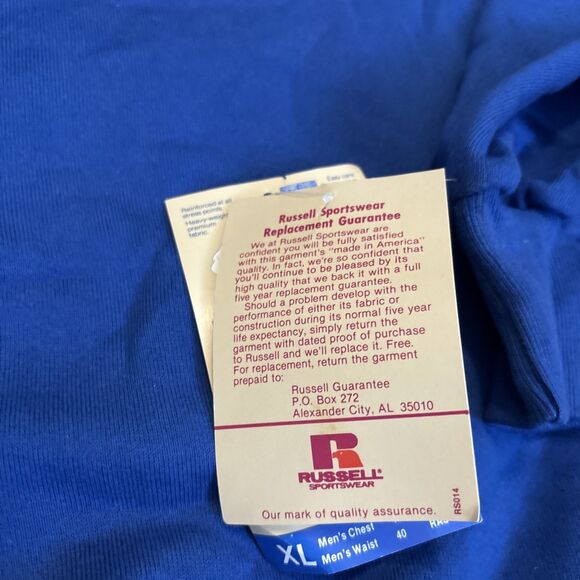 Easy care
Reinforced at all
stress points.
Heavy-weight
premium
fabric.
Russell Sportswear
Replacement Guarantee
We at Russell Sportswear are
confident you will be fully satisfied
with this garment's "made in America"
quality. In fact, we're so confident that
you'll continue to be pleased by its
high quality that we back it with a full
five year replacement guarantee.
Should a problem develop with the
performance of either its fabric or
construction during its normal five year
life expectancy, simply return the
garment with dated proof of purchase
to Russell and we'll replace it. Free.
For replacement, return the garment
prepaid to:
Russell Guarantee
P.O. Box 272
Alexander City, AL 35010
R
RUSSELL®
SPORTSWEAR
Our mark of quality assurance.
RS014
XL
Men's Chest
Men's Waist 40